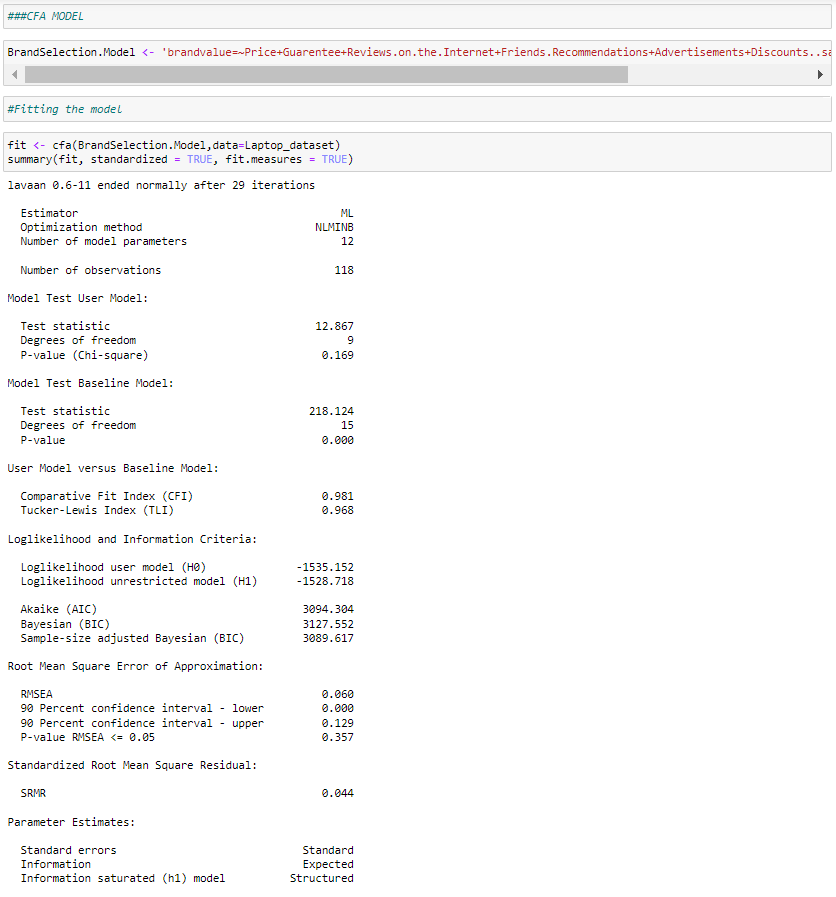 ###CFA MODEL
BrandSelection.Model <- 'brandvalue=~Price+Guarentee+Reviews.on.the.Internet+Friends.Recommendations+Advertisements+Discounts..sa
#Fitting the model
fit <- cfa(BrandSelection.Model,data=Laptop_dataset)
summary(fit, standardized = TRUE, fit.measures = TRUE)
lavaan 0.6-11 ended normally after 29 iterations
Estimator ML
Optimization method NLMINB
Number of model parameters 12
Number of observations 118
Model Test User Model:
Test statistic 12.867
Degrees of freedom 9
P-value (Chi-square) 0.169
Model Test Baseline Model:
Test statistic 218.124
Degrees of freedom 15
P-value 0.000
User Model versus Baseline Model:
Comparative Fit Index (CFI) 0.981
Tucker-Lewis Index (TLI) 0.968
Loglikelihood and Information Criteria:
Loglikelihood user model (H0) -1535.152
Loglikelihood unrestricted model (H1) -1528.718
Akaike (AIC) 3094.304
Bayesian (BIC) 3127.552
Sample-size adjusted Bayesian (BIC) 3089.617
Root Mean Square Error of Approximation:
RMSEA 0.060
90 Percent confidence interval - lower 0.000
90 Percent confidence interval - upper 0.129
P-value RMSEA <= 0.05 0.357
Standardized Root Mean Square Residual:
SRMR 0.044
Parameter Estimates:
Standard errors Standard
Information Expected
Information saturated (h1) model Structured